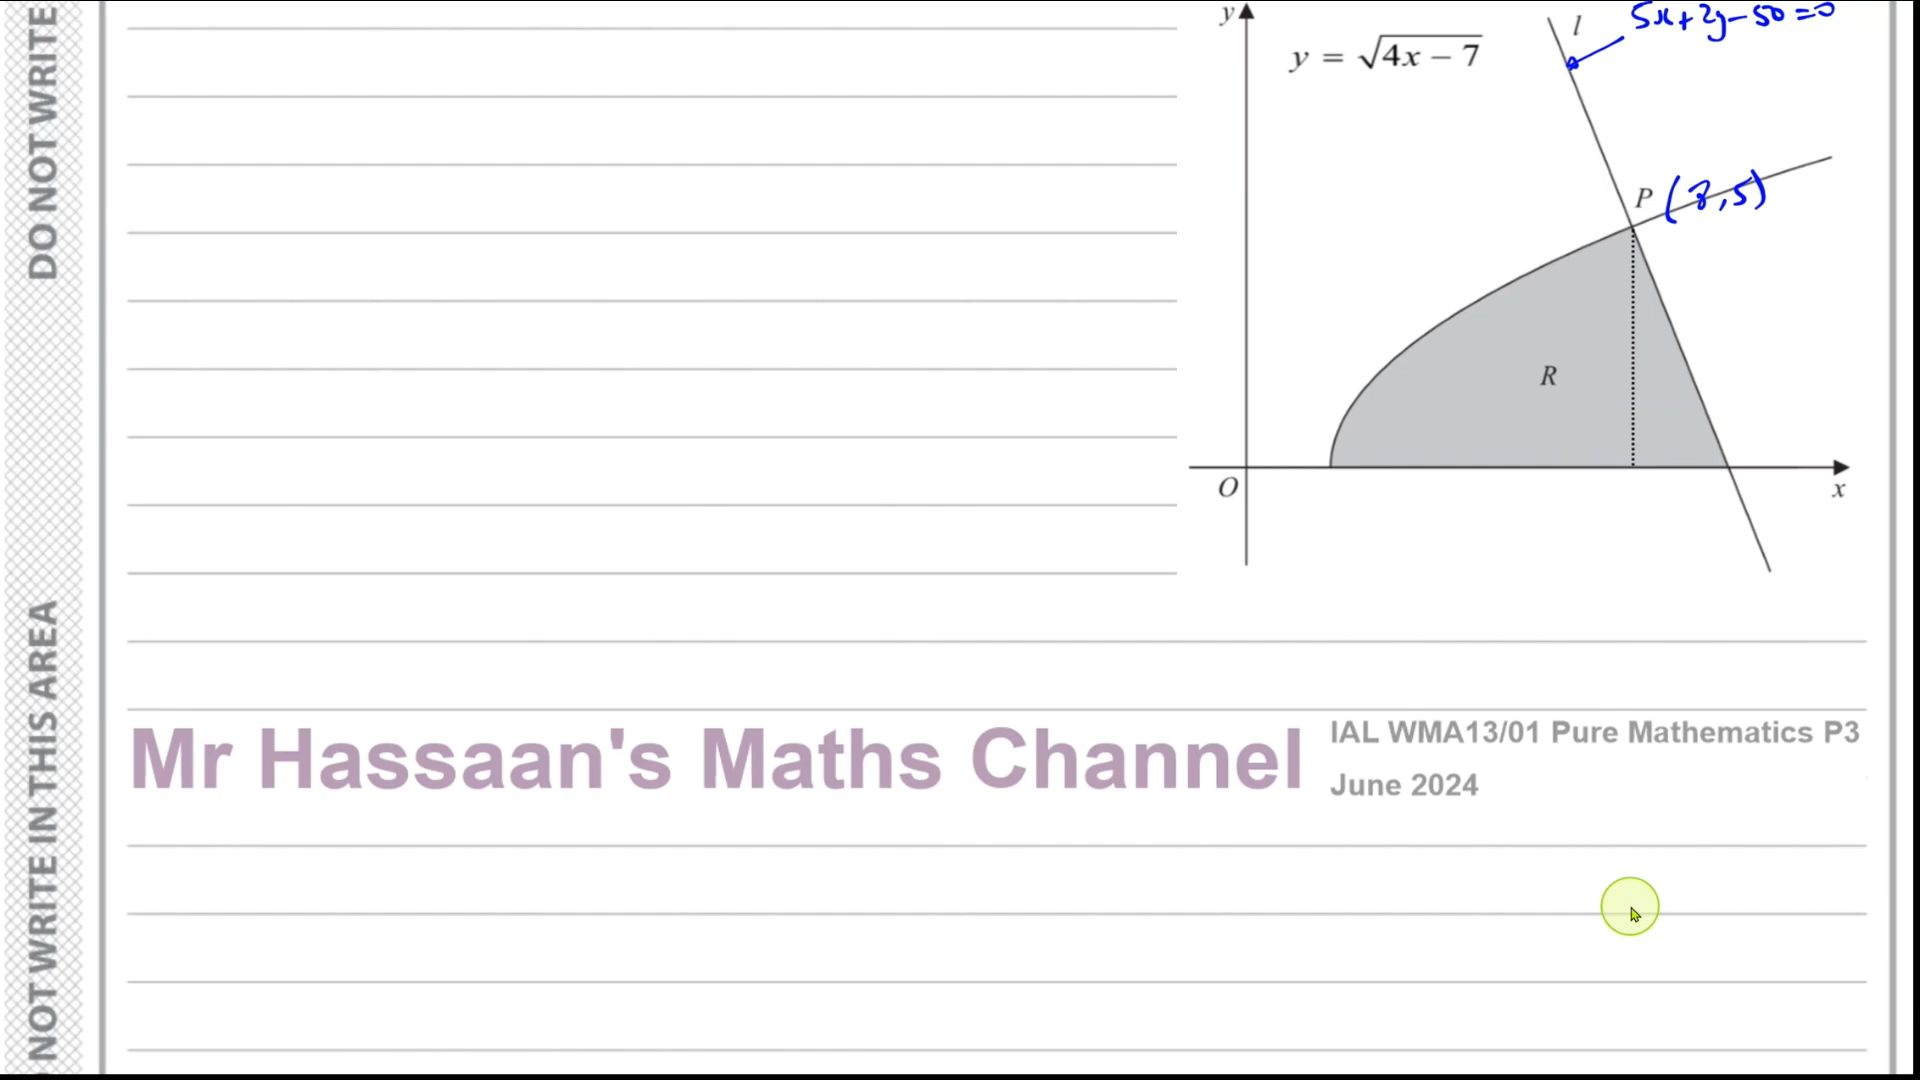 DO NOT WRITE
NOT WRITE IN THIS AREA
y
y = √4x – 7
l
5x + 2y - 50 = 0
P (8,5)
R
O
x
Mr Hassaan's Maths Channel
IAL WMA13/01 Pure Mathematics P3
June 2024